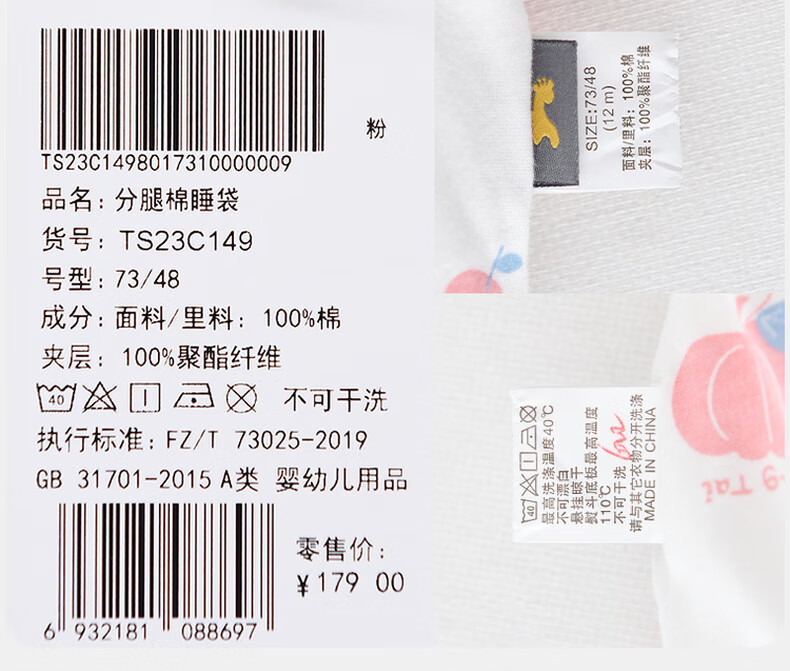 粉
TS23C1498017310000009
品名: 分腿棉睡袋
货号: TS23C149
号型: 73/48
成分: 面料/里料: 100%棉
夹层: 100%聚酯纤维
40 不可干洗
执行标准: FZ/T 73025-2019
GB 31701-2015 A类 婴幼儿用品
零售价:
¥179 00
6 932181 088697
SIZE:73/48
(12 m)
面料/里料: 100%棉
夹层: 100%聚酯纤维
40
最高洗涤温度40℃
不可漂白
悬挂晾干
熨斗底板最高温度
110℃
不可干洗
请与其它衣物分开洗涤
MADE IN CHINA